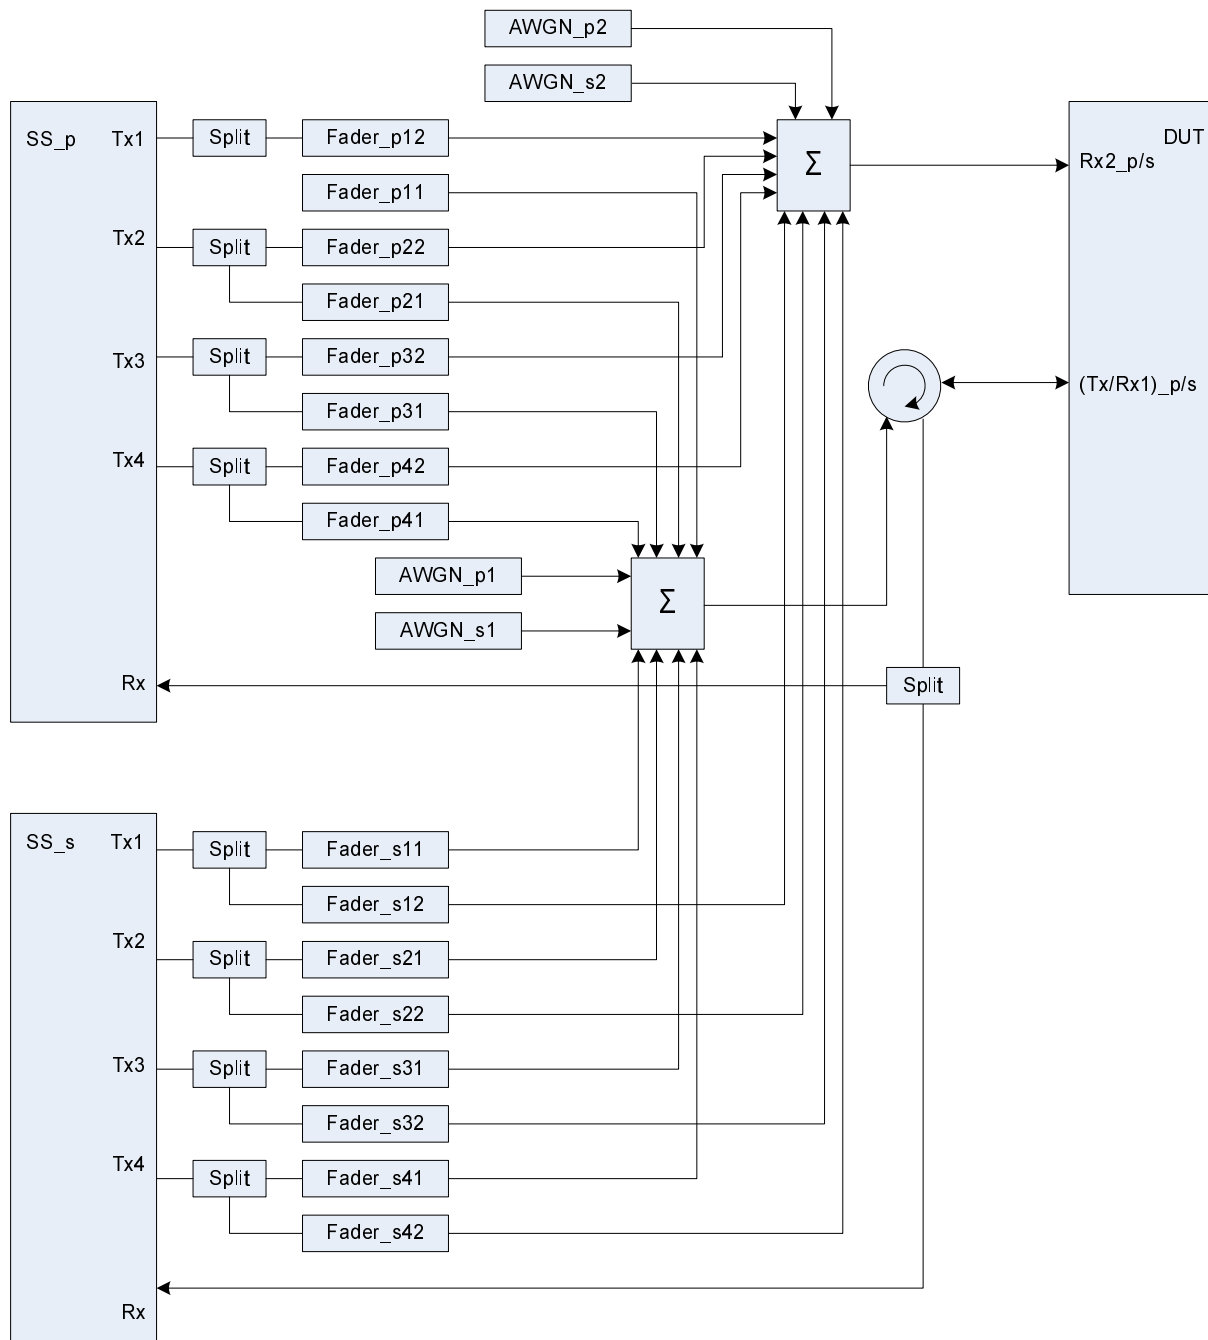 AWGN_p2
AWGN_s2
SS_p
Tx1
Split
Fader_p12
Σ
DUT
Rx2_p/s
Fader_p11
Tx2
Split
Fader_p22
Fader_p21
Tx3
Split
Fader_p32
(Tx/Rx1)_p/s
Fader_p31
Tx4
Split
Fader_p42
Fader_p41
AWGN_p1
Σ
AWGN_s1
Rx
Split
SS_s
Tx1
Split
Fader_s11
Fader_s12
Tx2
Split
Fader_s21
Fader_s22
Tx3
Split
Fader_s31
Fader_s32
Tx4
Split
Fader_s41
Fader_s42
Rx